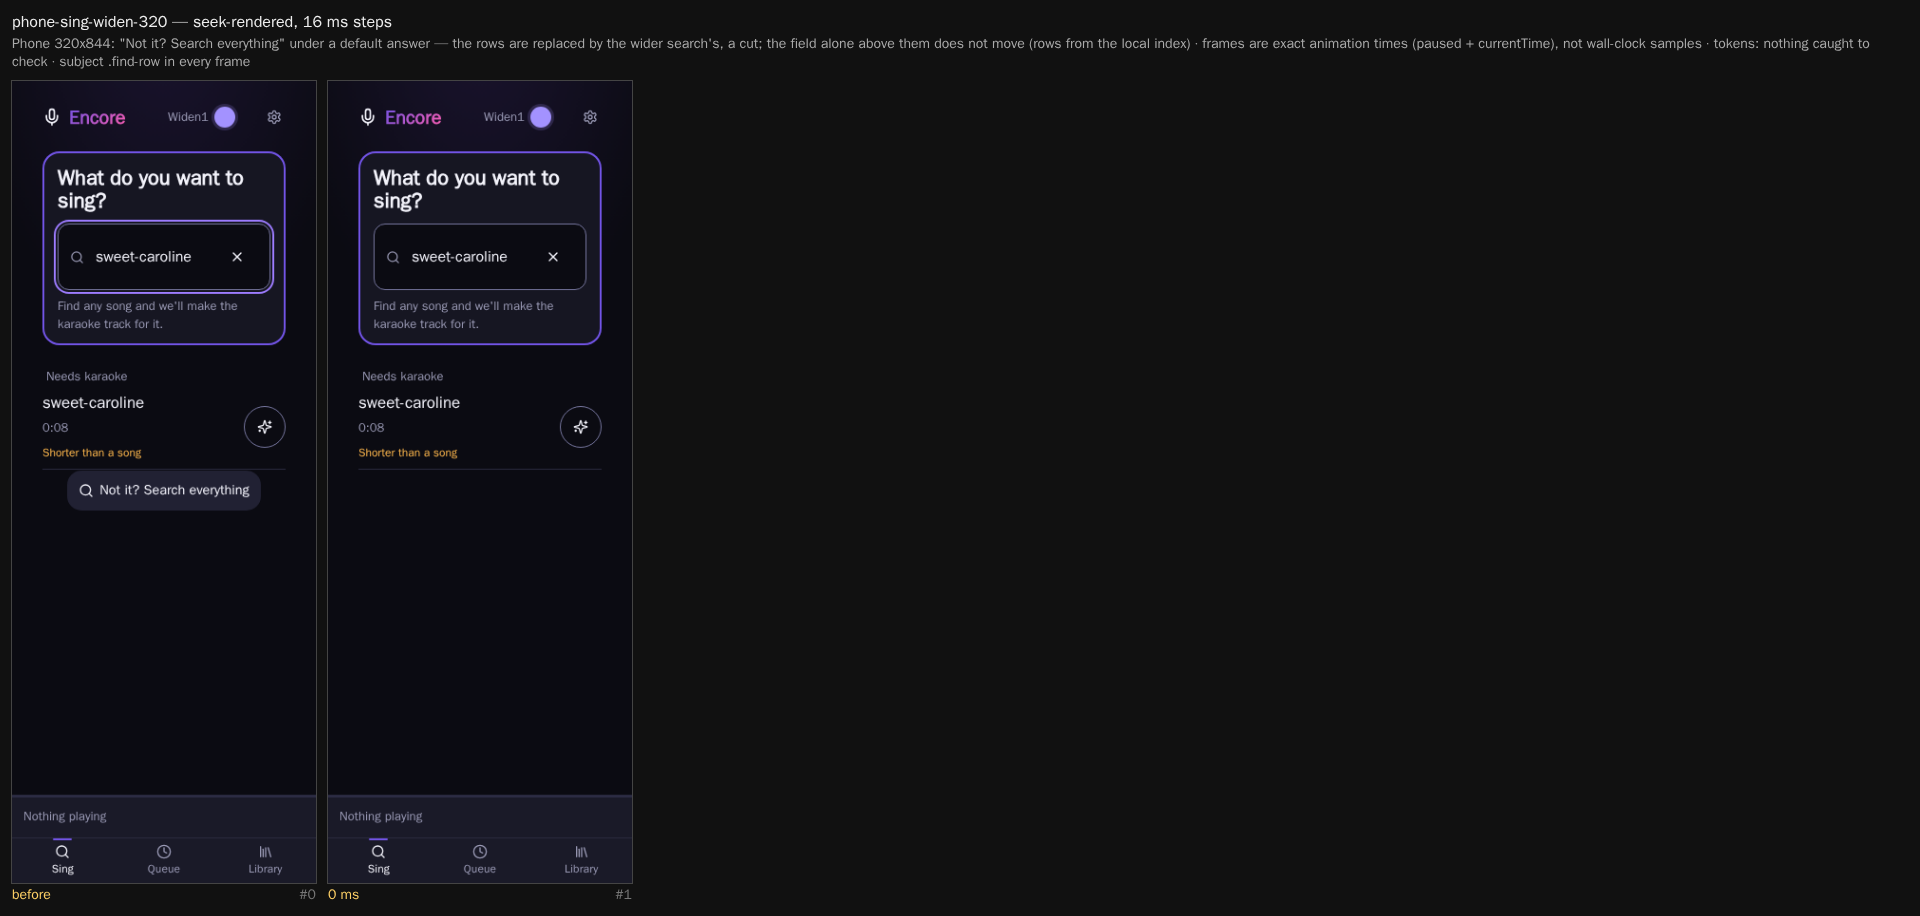 phone-sing-widen-320 — seek-rendered, 16 ms steps
Phone 320x844: "Not it? Search everything" under a default answer — the rows are replaced by the wider search's, a cut; the field alone above them does not move (rows from the local index) · frames are exact animation times (paused + currentTime), not wall-clock samples · tokens: nothing caught to
check · subject .find-row in every frame
Encore
Widen1
What do you want to
sing?
sweet-caroline
Find any song and we'll make the
karaoke track for it.
Needs karaoke
sweet-caroline
0:08
Shorter than a song
Not it? Search everything
Nothing playing
Sing
Queue
Library
before
#0
Encore
Widen1
What do you want to
sing?
sweet-caroline
Find any song and we'll make the
karaoke track for it.
Needs karaoke
sweet-caroline
0:08
Shorter than a song
Nothing playing
Sing
Queue
Library
0 ms
#1